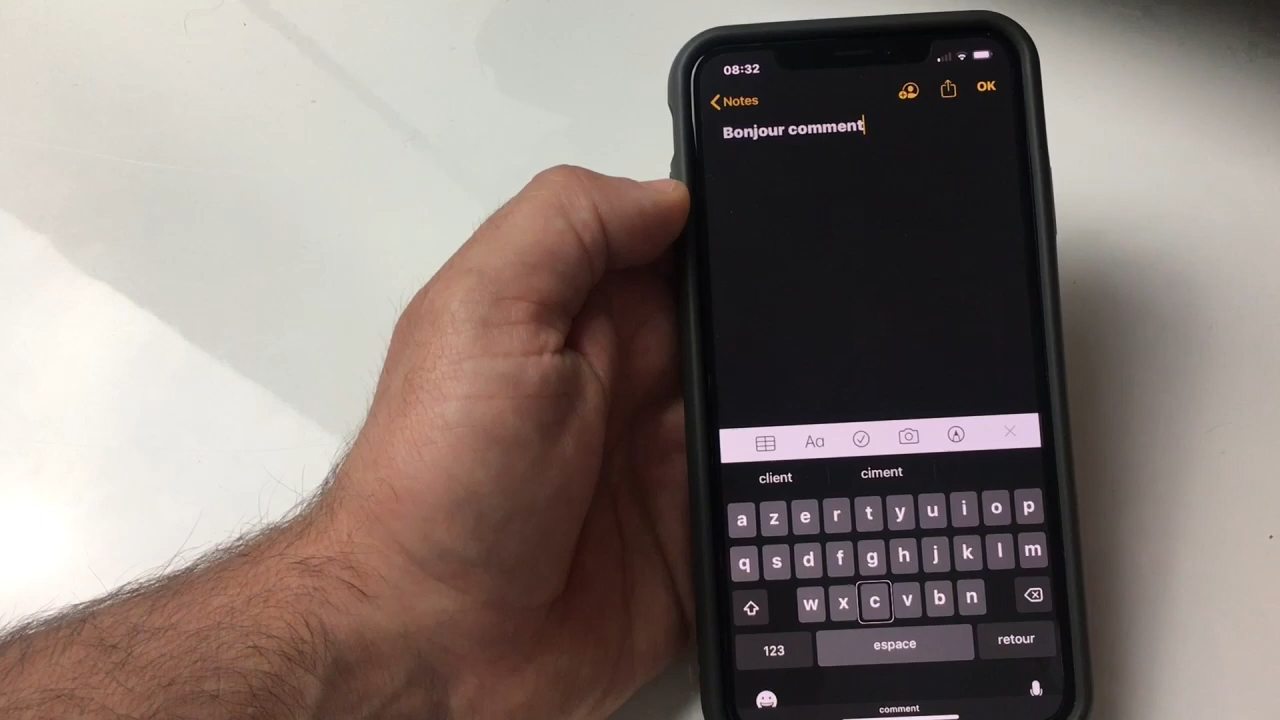 08:32
Notes
OK
Bonjour comment
Aa
client ciment
a z e r t y u i o p
q s d f g h j k l m
w x c v b n
123 espace retour
comment